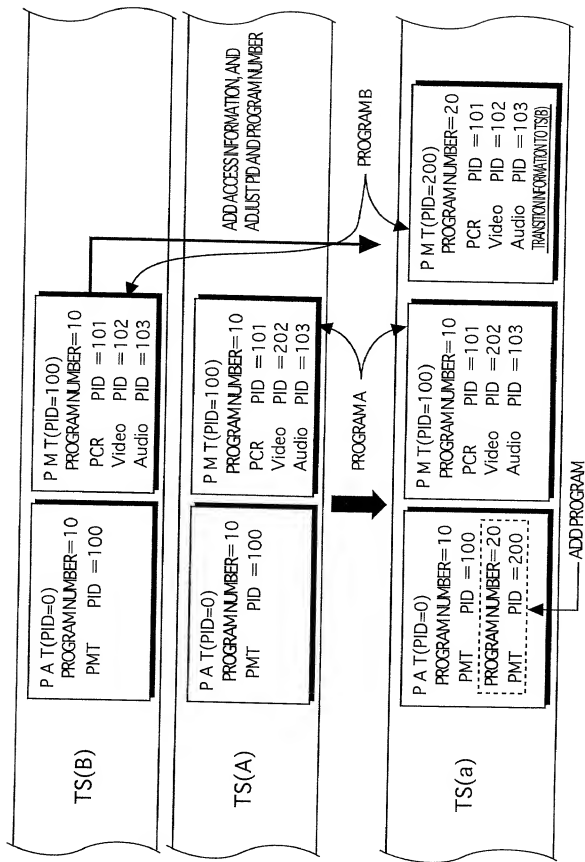 TS(B)
P A T(PID=0)
PROGRAM NUMBER=10
PMT PID =100
P M T(PID=100)
PROGRAM NUMBER=10
PCR PID =101
Video PID =102
Audio PID =103
ADD ACCESS INFORMATION, AND
ADJUST PID AND PROGRAM NUMBER
TS(A)
P A T(PID=0)
PROGRAM NUMBER=10
PMT PID =100
P M T(PID=100)
PROGRAM NUMBER=10
PCR PID =101
Video PID =202
Audio PID =103
PROGRAM A
PROGRAM B
TS(a)
P A T(PID=0)
PROGRAM NUMBER=10
PMT PID =100
PROGRAM NUMBER=20
PMT PID =200
P M T(PID=100)
PROGRAM NUMBER=10
PCR PID =101
Video PID =202
Audio PID =103
P M T(PID=200)
PROGRAM NUMBER=20
PCR PID =101
Video PID =102
Audio PID =103
TRANSITION INFORMATION TO TS(B)
ADD PROGRAM